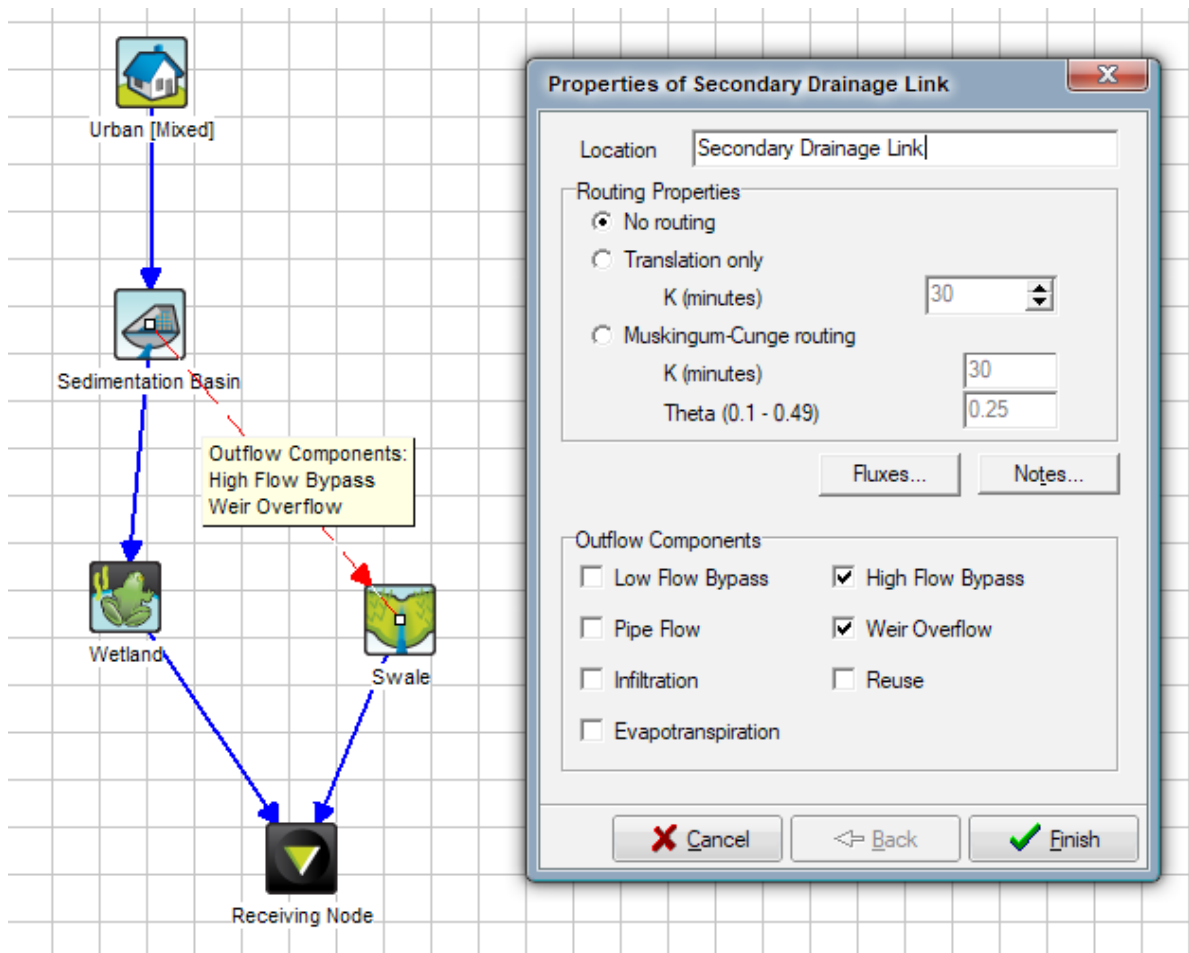 Urban [Mixed]
Sedimentation Basin
Outflow Components:
High Flow Bypass
Weir Overflow
Wetland
Swale
Receiving Node
Properties of Secondary Drainage Link
Location
Secondary Drainage Link
Routing Properties
No routing
Translation only
K (minutes)
30
Muskingum-Cunge routing
K (minutes)
30
Theta (0.1 - 0.49)
0.25
Fluxes...
Notes...
Outflow Components
Low Flow Bypass
High Flow Bypass
Pipe Flow
Weir Overflow
Infiltration
Reuse
Evapotranspiration
Cancel
Back
Finish